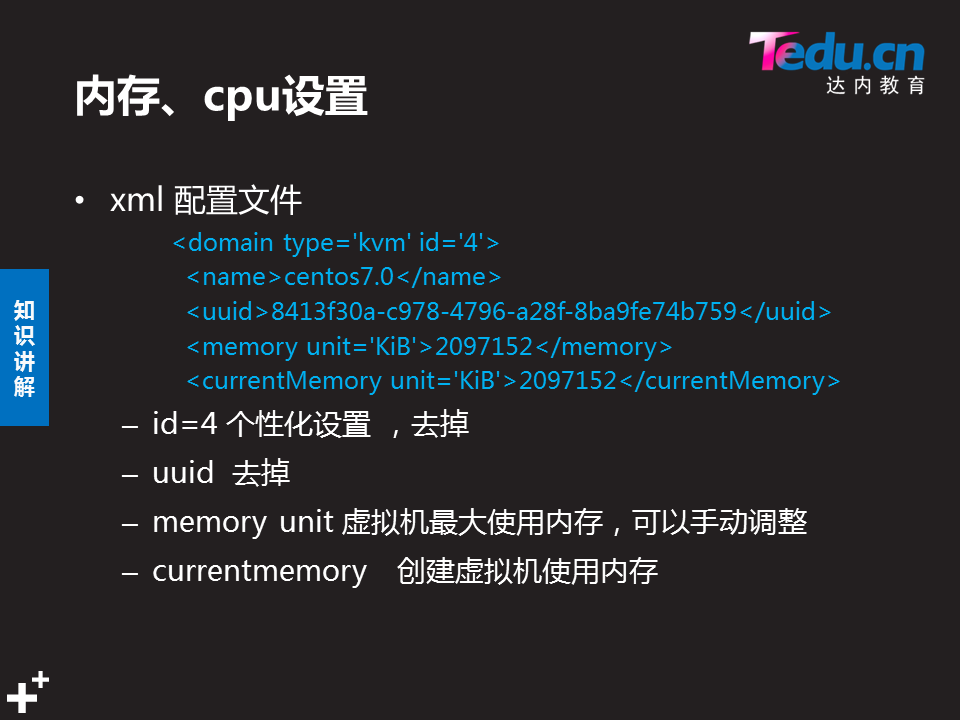 Tedu.cn
达内教育
内存、cpu设置
• xml 配置文件
<domain type='kvm' id='4'>
<name>centos7.0</name>
<uuid>8413f30a-c978-4796-a28f-8ba9fe74b759</uuid>
<memory unit='KiB'>2097152</memory>
<currentMemory unit='KiB'>2097152</currentMemory>
– id=4 个性化设置 ，去掉
– uuid 去掉
– memory unit 虚拟机最大使用内存，可以手动调整
– currentmemory 创建虚拟机使用内存
知识讲解